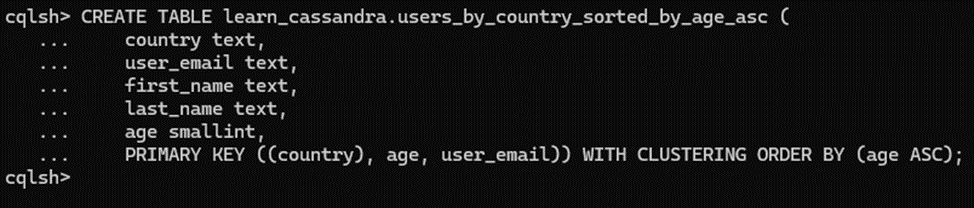 cqlsh> CREATE TABLE learn_cassandra.users_by_country_sorted_by_age_asc (
   ...     country text,
   ...     user_email text,
   ...     first_name text,
   ...     last_name text,
   ...     age smallint,
   ...     PRIMARY KEY ((country), age, user_email)) WITH CLUSTERING ORDER BY (age ASC);
cqlsh>